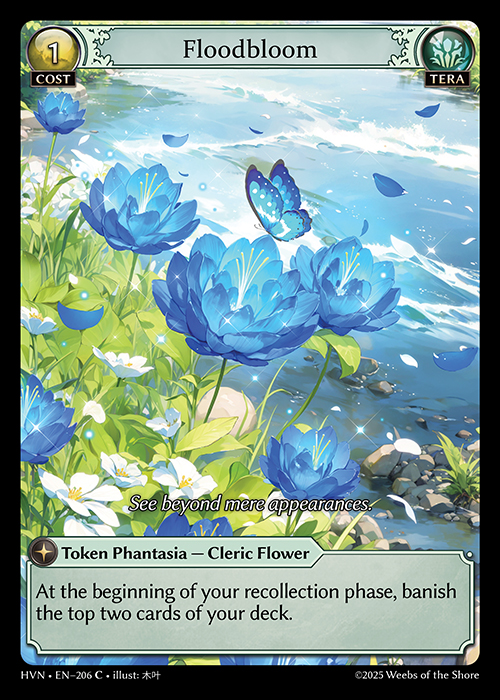 1
Floodbloom
COST
TERA
See beyond mere appearances.
Token Phantasia — Cleric Flower
At the beginning of your recollection phase, banish
the top two cards of your deck.
HVN • EN-206 C • illust: 木叶
©2025 Weebs of the Shore